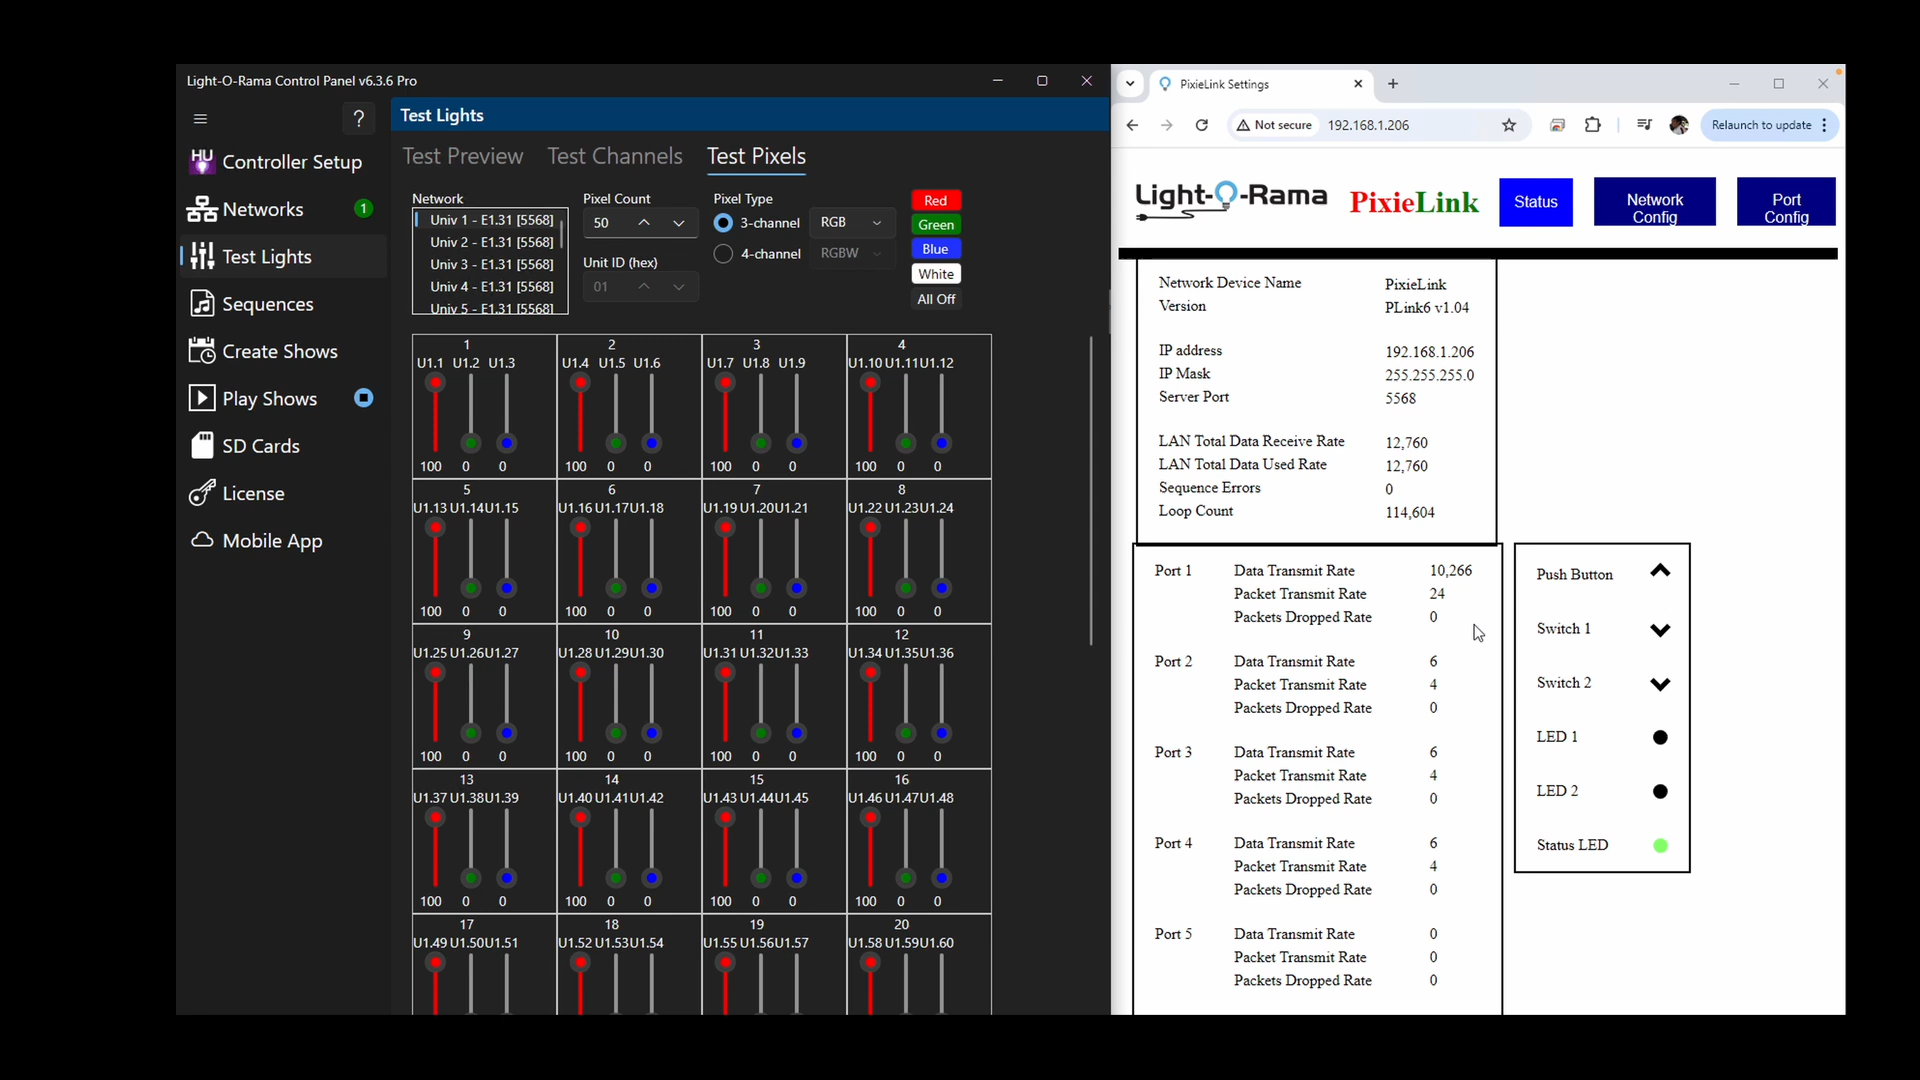 Light-O-Rama Control Panel v6.3.6 Pro
?
HU
Controller Setup
Networks 1
Test Lights
Sequences
Create Shows
Play Shows
SD Cards
License
Mobile App
Test Lights
Test Preview Test Channels Test Pixels
Network
Univ 1 - E1.31 [5568]
Univ 2 - E1.31 [5568]
Univ 3 - E1.31 [5568]
Univ 4 - E1.31 [5568]
Univ 5 - E1.31 [5568]
Pixel Count
50
Unit ID (hex)
01
Pixel Type
3-channel RGB
4-channel RGBW
Red
Green
Blue
White
All Off
1 2 3 4
U1.1 U1.2 U1.3 U1.4 U1.5 U1.6 U1.7 U1.8 U1.9 U1.10 U1.11 U1.12
100 0 0 100 0 0 100 0 0 100 0 0
5 6 7 8
U1.13 U1.14 U1.15 U1.16 U1.17 U1.18 U1.19 U1.20 U1.21 U1.22 U1.23 U1.24
100 0 0 100 0 0 100 0 0 100 0 0
9 10 11 12
U1.25 U1.26 U1.27 U1.28 U1.29 U1.30 U1.31 U1.32 U1.33 U1.34 U1.35 U1.36
100 0 0 100 0 0 100 0 0 100 0 0
13 14 15 16
U1.37 U1.38 U1.39 U1.40 U1.41 U1.42 U1.43 U1.44 U1.45 U1.46 U1.47 U1.48
100 0 0 100 0 0 100 0 0 100 0 0
17 18 19 20
U1.49 U1.50 U1.51 U1.52 U1.53 U1.54 U1.55 U1.56 U1.57 U1.58 U1.59 U1.60
PixieLink Settings
Not secure 192.168.1.206
Relaunch to update
Light-O-Rama PixieLink
Status
Network Config
Port Config
Network Device Name PixieLink
Version PLink6 v1.04
IP address 192.168.1.206
IP Mask 255.255.255.0
Server Port 5568
LAN Total Data Receive Rate 12,760
LAN Total Data Used Rate 12,760
Sequence Errors 0
Loop Count 114,604
Port 1 Data Transmit Rate 10,266
Packet Transmit Rate 24
Packets Dropped Rate 0
Port 2 Data Transmit Rate 6
Packet Transmit Rate 4
Packets Dropped Rate 0
Port 3 Data Transmit Rate 6
Packet Transmit Rate 4
Packets Dropped Rate 0
Port 4 Data Transmit Rate 6
Packet Transmit Rate 4
Packets Dropped Rate 0
Port 5 Data Transmit Rate 0
Packet Transmit Rate 0
Packets Dropped Rate 0
Push Button
Switch 1
Switch 2
LED 1
LED 2
Status LED